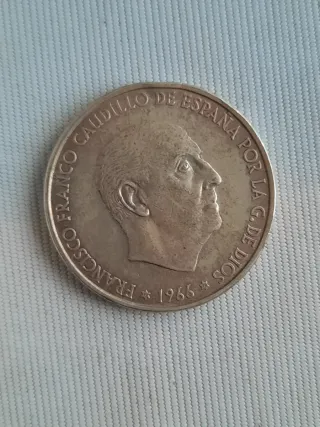 FRANCISCO FRANCO CAUDILLO DE ESPAÑA POR LA G. DE DIOS
* 1966 *